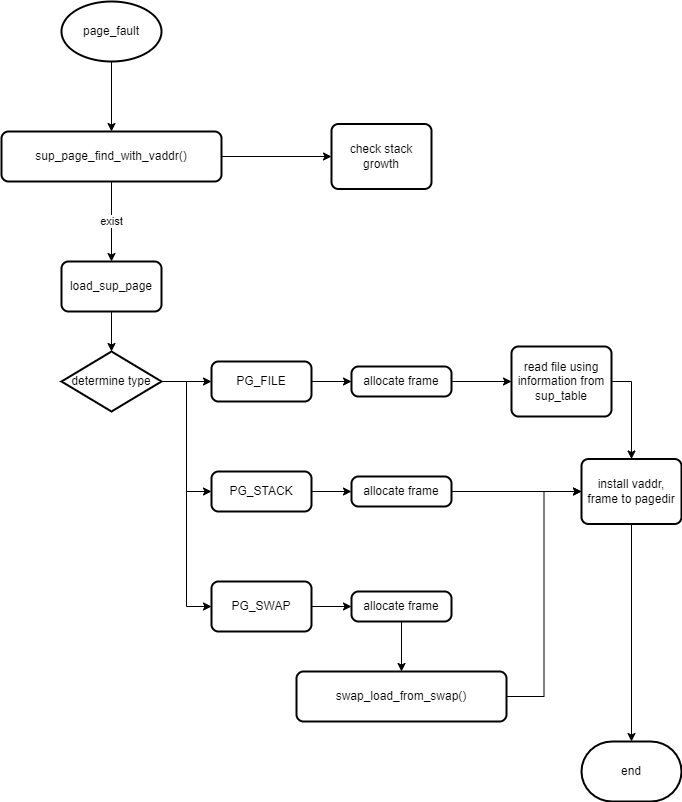 page_fault
sup_page_find_with_vaddr()
check stack
growth
exist
load_sup_page
determine type
PG_FILE
allocate frame
read file using
information from
sup_table
PG_STACK
allocate frame
install vaddr,
frame to pagedir
PG_SWAP
allocate frame
swap_load_from_swap()
end